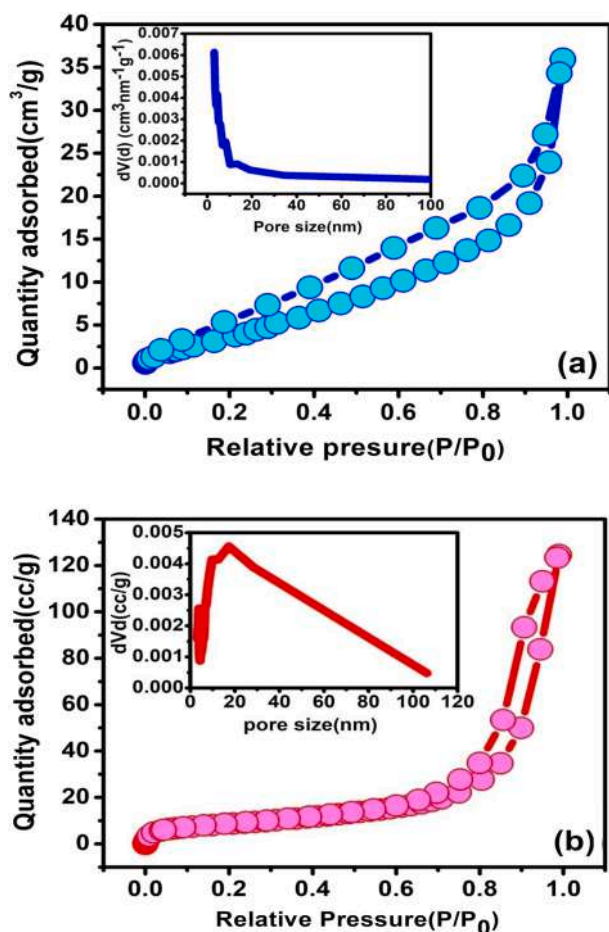 40
35
30
25
20
15
10
5
0
Quantity adsorbed(cm³/g)
0.007
0.006
0.005
0.004
0.003
0.002
0.001
0.000
dV(d) (cm³nm⁻¹g⁻¹)
0 20 40 60 80 100
Pore size(nm)
(a)
0.0 0.2 0.4 0.6 0.8 1.0
Relative presure(P/P₀)
140
120
100
80
60
40
20
0
Quantity adsorbed(cc/g)
0.005
0.004
0.003
0.002
0.001
0.000
dVd(cc/g)
0 20 40 60 80 100 120
pore size(nm)
(b)
0.0 0.2 0.4 0.6 0.8 1.0
Relative Pressure(P/P₀)